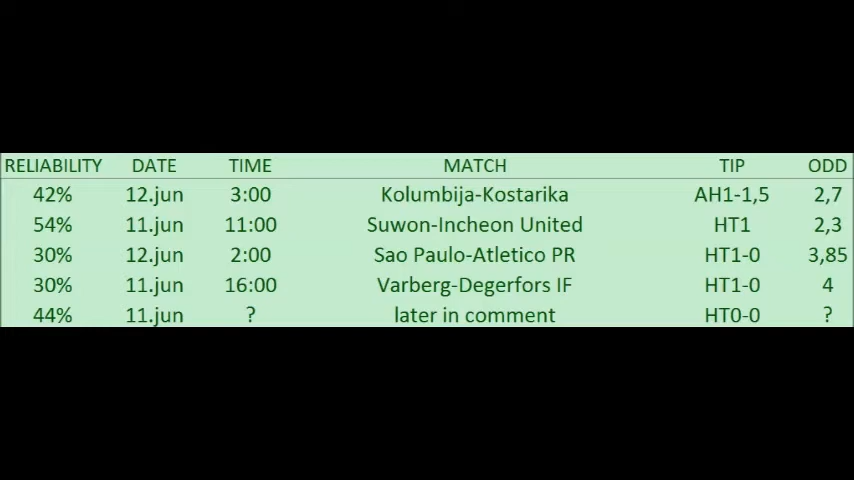 RELIABILITY DATE TIME MATCH TIP ODD
42% 12.jun 3:00 Kolumbija-Kostarika AH1-1,5 2,7
54% 11.jun 11:00 Suwon-Incheon United HT1 2,3
30% 12.jun 2:00 Sao Paulo-Atletico PR HT1-0 3,85
30% 11.jun 16:00 Varberg-Degerfors IF HT1-0 4
44% 11.jun ? later in comment HT0-0 ?